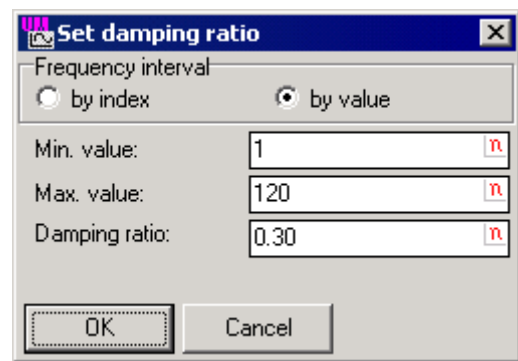 Set damping ratio
Frequency interval
by index by value
Min. value: 1 n
Max. value: 120 n
Damping ratio: 0.30 n
OK Cancel